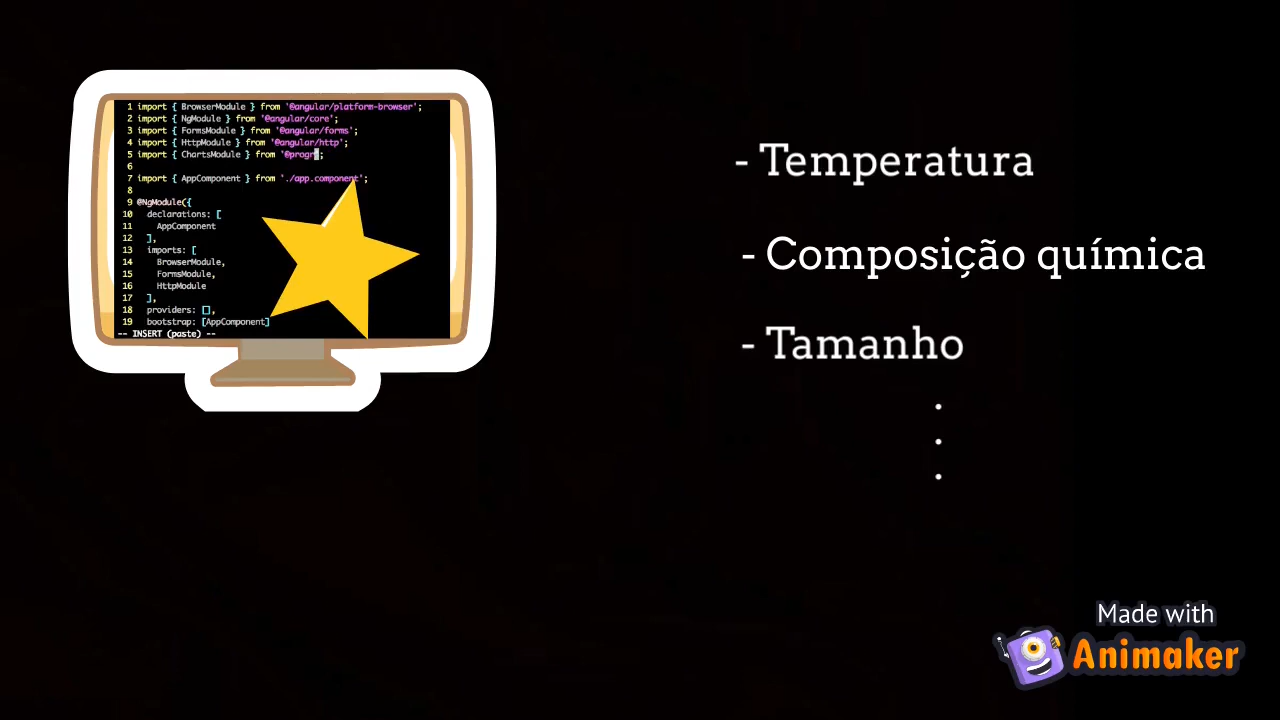 1 import { BrowserModule } from '@angular/platform-browser';
2 import { NgModule } from '@angular/core';
3 import { FormsModule } from '@angular/forms';
4 import { HttpModule } from '@angular/http';
5 import { ChartsModule } from '@progr';
6
7 import { AppComponent } from './app.component';
8
9 @NgModule({
10 declarations: [
11 AppComponent
12 ],
13 imports: [
14 BrowserModule,
15 FormsModule,
16 HttpModule
17 ],
18 providers: [],
19 bootstrap: [AppComponent]
-- INSERT (paste) --
- Temperatura
- Composição química
- Tamanho
.
.
.
Made with
Animaker